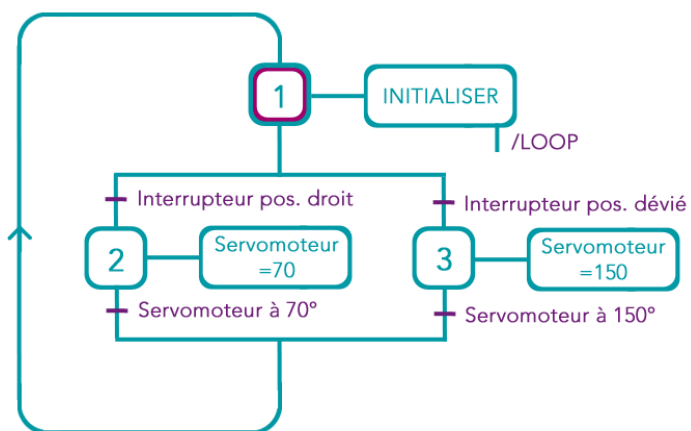 1
INITIALISER
/LOOP
Interrupteur pos. droit
Interrupteur pos. dévié
2
Servomoteur
=70
3
Servomoteur
=150
Servomoteur à 70°
Servomoteur à 150°